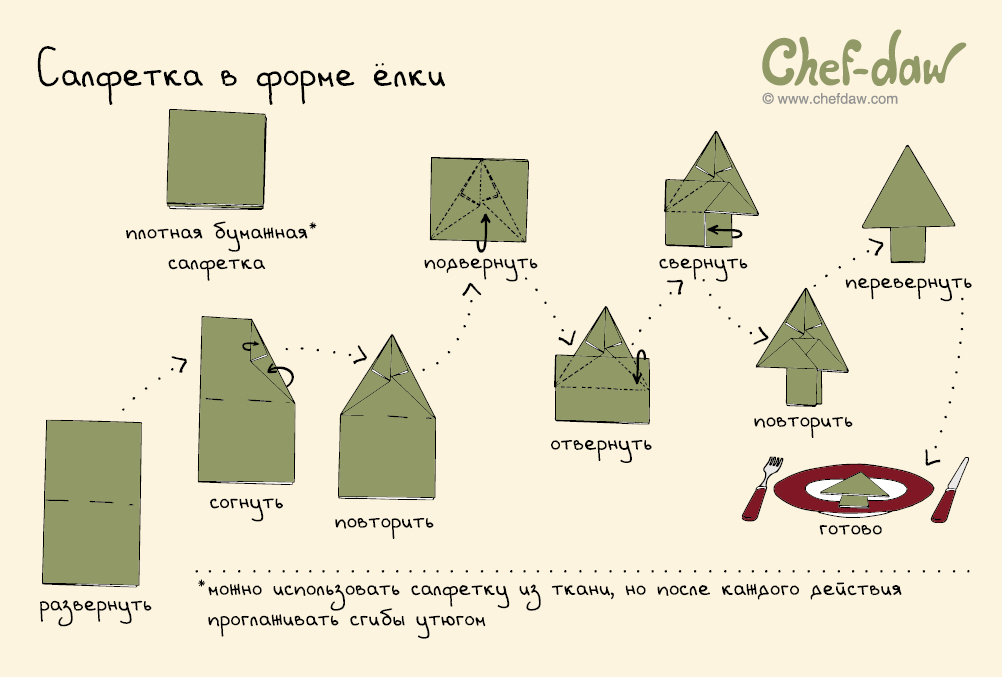 Салфетка в форме ёлки
Chef-daw
© www.chefdaw.com
плотная бумажная*
салфетка
развернуть
согнуть
повторить
подвернуть
отвернуть
свернуть
повторить
перевернуть
готово
*можно использовать салфетку из ткани, но после каждого действия
проглаживать сгибы утюгом